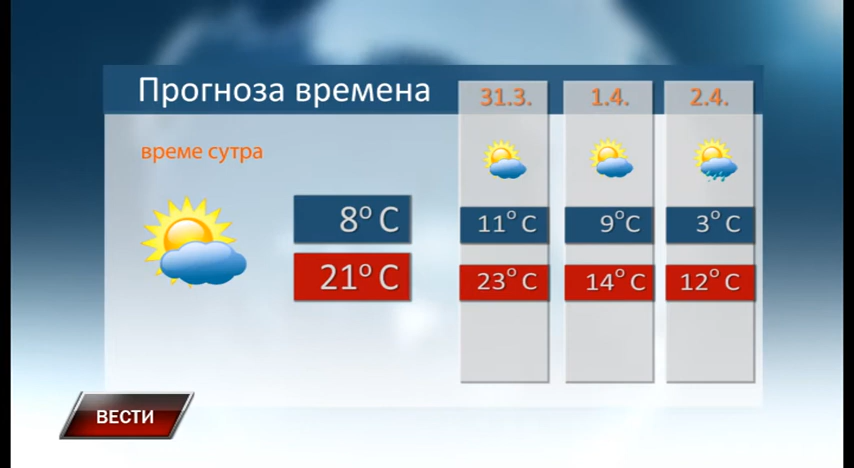 Прогноза времена
време сутра
8° C
21° C
31.3.
11° C
23° C
1.4.
9°C
14° C
2.4.
3° C
12° C
ВЕСТИ